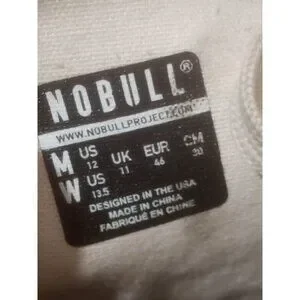 NOBULL®
WWW.NOBULLPROJECT.COM
M US 12 UK 11 EUR 46 CM 30
W US 13.5
DESIGNED IN THE USA
MADE IN CHINA
FABRIQUÉ EN CHINE